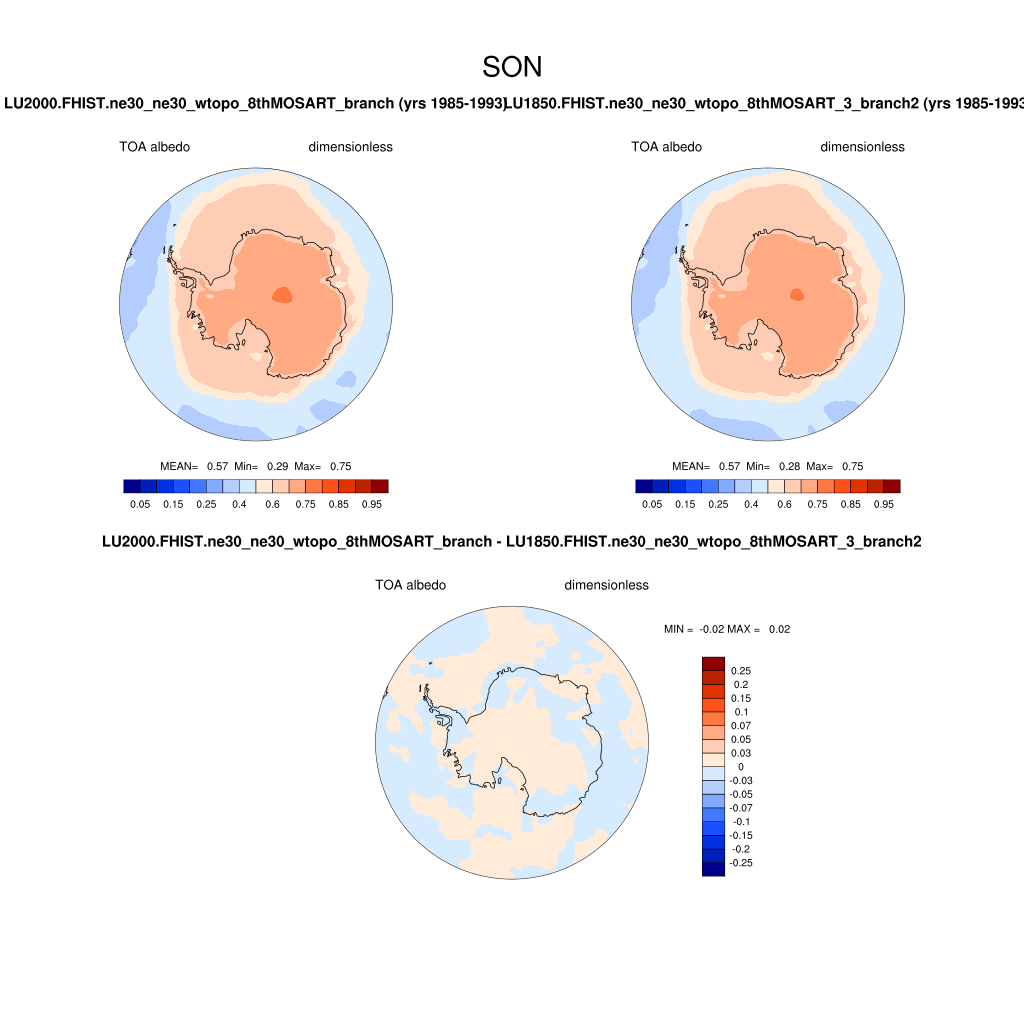 SON
LU2000.FHIST.ne30_ne30_wtopo_8thMOSART_branch (yrs 1985-1993)
LU1850.FHIST.ne30_ne30_wtopo_8thMOSART_3_branch2 (yrs 1985-1993
TOA albedo dimensionless
TOA albedo dimensionless
MEAN= 0.57 Min= 0.29 Max= 0.75
MEAN= 0.57 Min= 0.28 Max= 0.75
0.05 0.15 0.25 0.4 0.6 0.75 0.85 0.95
0.05 0.15 0.25 0.4 0.6 0.75 0.85 0.95
LU2000.FHIST.ne30_ne30_wtopo_8thMOSART_branch - LU1850.FHIST.ne30_ne30_wtopo_8thMOSART_3_branch2
TOA albedo dimensionless
MIN = -0.02 MAX = 0.02
0.25
0.2
0.15
0.1
0.07
0.05
0.03
0
-0.03
-0.05
-0.07
-0.1
-0.15
-0.2
-0.25